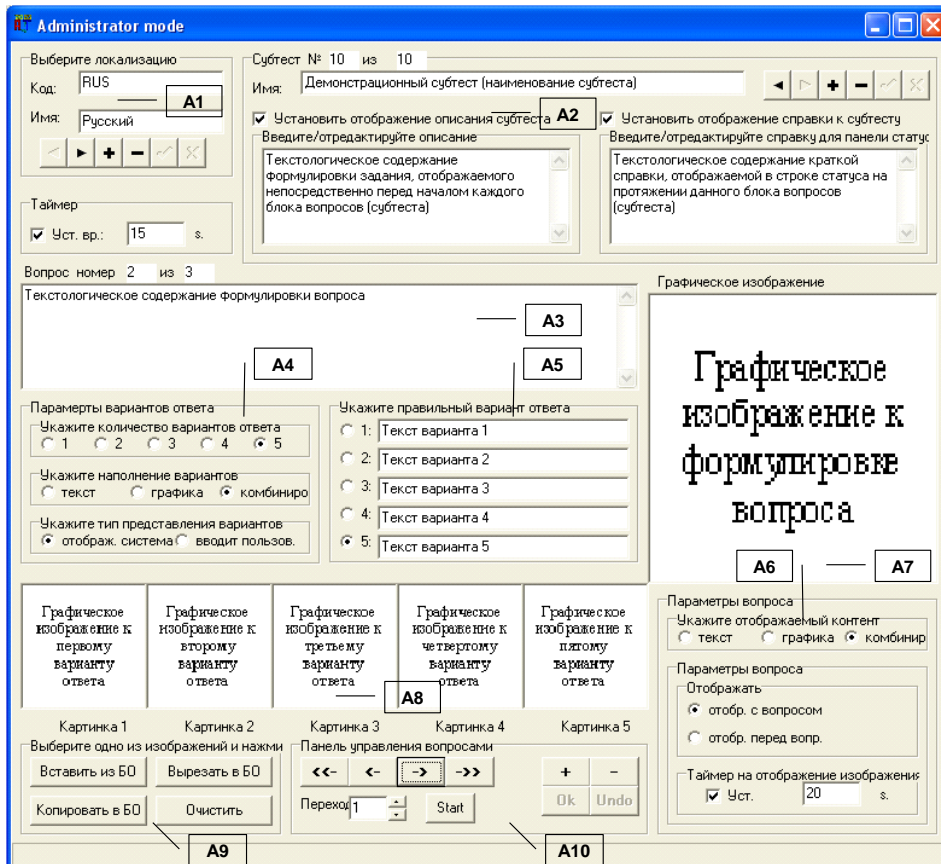 Administrator mode
Выберите локализацию
Код: RUS
A1
Имя: Русский
Субтест № 10 из 10
Имя: Демонстрационный субтест (наименование субтеста)
Установить отображение описания субтеста
A2
Установить отображение справки к субтесту
Введите/отредактируйте описание
Текстологическое содержание
формулировки задания, отображаемого
непосредственно перед началом каждого
блока вопросов (субтеста)
Введите/отредактируйте справку для панели статус
Текстологическое содержание краткой
справки, отображаемой в строке статуса на
протяжении данного блока вопросов
(субтеста)
Таймер
Уст. вр.: 15 s.
Вопрос номер 2 из 3
Текстологическое содержание формулировки вопроса
A3
A4
A5
Графическое изображение
Графическое
изображение к
формулировке
вопроса
A6
A7
Парамерты вариантов ответа
Укажите количество вариантов ответа
1 2 3 4 5
Укажите наполнение вариантов
текст графика комбиниро
Укажите тип представления вариантов
отображ. система вводит пользов.
Укажите правильный вариант ответа
1: Текст варианта 1
2: Текст варианта 2
3: Текст варианта 3
4: Текст варианта 4
5: Текст варианта 5
Графическое
изображение к
первому
варианту
ответа
Графическое
изображение к
второму
варианту
ответа
Графическое
изображение к
третьему
варианту
ответа
Графическое
изображение к
четвертому
варианту
ответа
Графическое
изображение к
пятому
варианту
ответа
A8
Картинка 1 Картинка 2 Картинка 3 Картинка 4 Картинка 5
Параметры вопроса
Укажите отображаемый контент
текст графика комбинир
Параметры вопроса
Отображать
отобр. с вопросом
отобр. перед вопр.
Таймер на отображение изображения
Уст. 20 s.
Выберите одно из изображений и нажми
Вставить из БО Вырезать в БО
Копировать в БО Очистить
A9
Панель управления вопросами
<<- <- -> ->>
Переход 1 Start
+ -
Ok Undo
A10